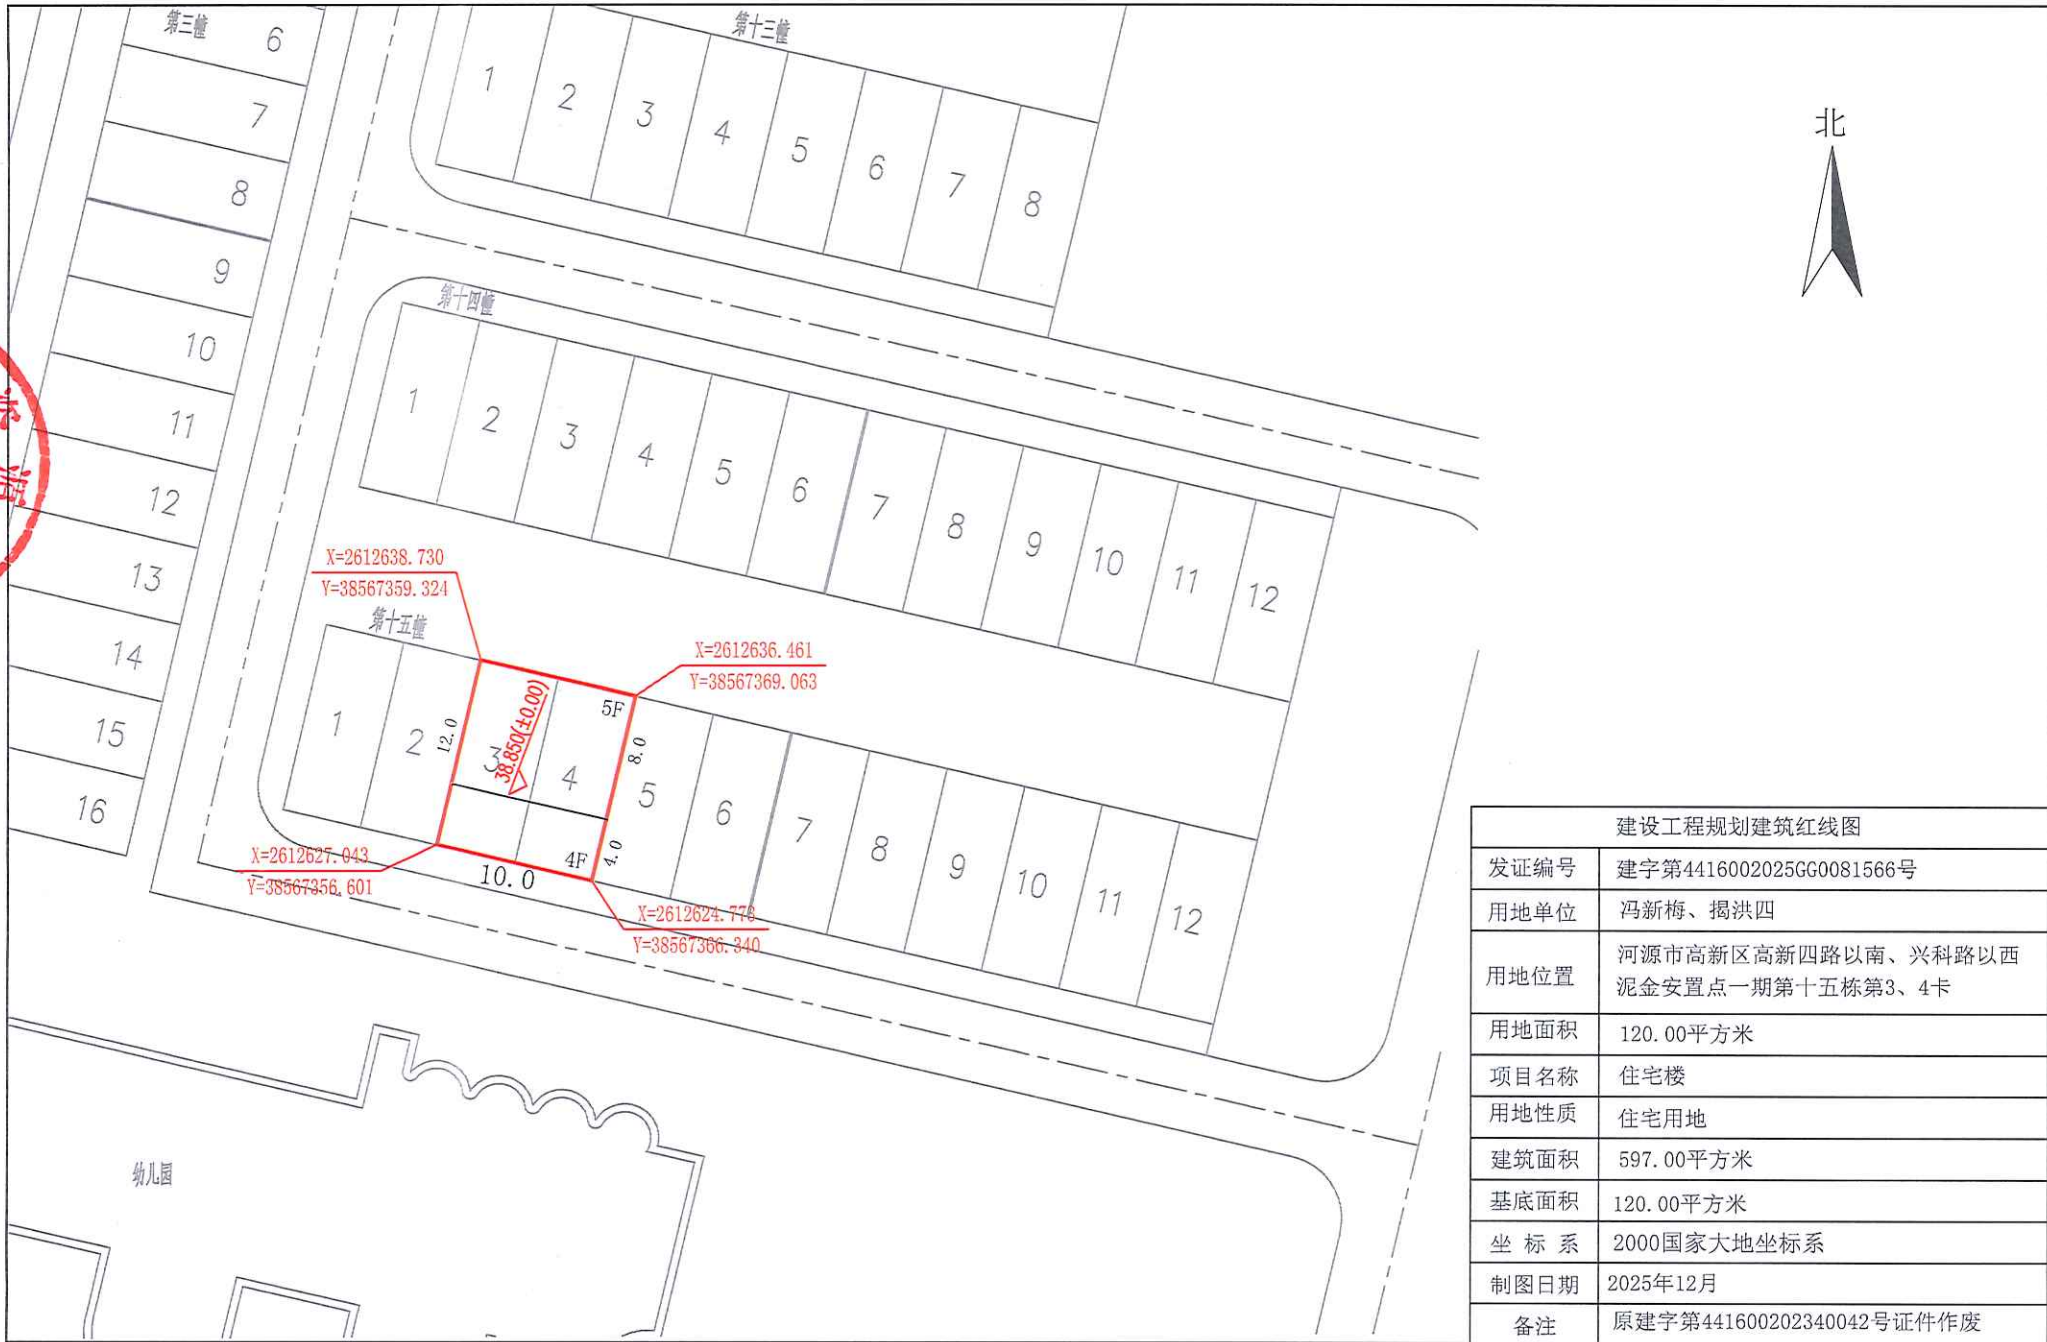 第三幢
6
7
8
9
10
11
12
13
14
15
16
第十三幢
1
2
3
4
5
6
7
8
北
第十四幢
1
2
3
4
5
6
7
8
9
10
11
12
X=2612638.730
Y=38567359.324
第十五幢
X=2612636.461
Y=38567369.063
1
2
12.0
3
38.850(±0.00)
4
5F
8.0
5
6
7
8
9
10
11
12
X=2612627.043
Y=38567356.601
10.0
4F
4.0
Y=38567366.340
幼儿园
建设工程规划建筑红线图
发证编号 建字第4416002025GG0081566号
用地单位 冯新梅、揭洪四
用地位置 河源市高新区高新四路以南、兴科路以西
泥金安置点一期第十五栋第3、4卡
用地面积 120.00平方米
项目名称 住宅楼
用地性质 住宅用地
建筑面积 597.00平方米
基底面积 120.00平方米
坐标系 2000国家大地坐标系
制图日期 2025年12月
备注 原建字第441600202340042号证件作废